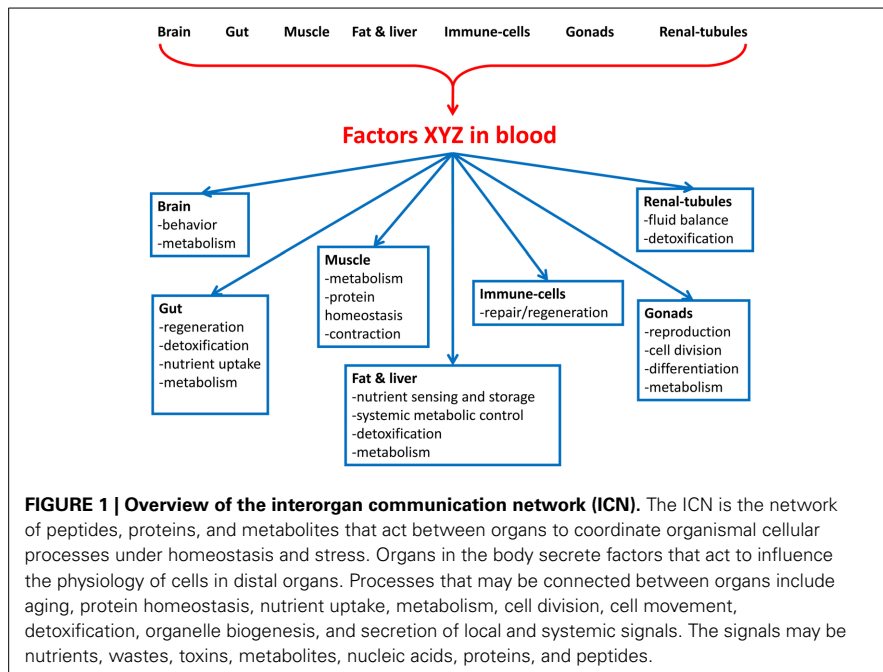 Brain Gut Muscle Fat & liver Immune-cells Gonads Renal-tubules
Factors XYZ in blood
Brain
-behavior
-metabolism
Renal-tubules
-fluid balance
-detoxification
Muscle
-metabolism
-protein
homeostasis
-contraction
Immune-cells
-repair/regeneration
Gut
-regeneration
-detoxification
-nutrient uptake
-metabolism
Gonads
-reproduction
-cell division
-differentiation
-metabolism
Fat & liver
-nutrient sensing and storage
-systemic metabolic control
-detoxification
-metabolism
FIGURE 1 | Overview of the interorgan communication network (ICN). The ICN is the network
of peptides, proteins, and metabolites that act between organs to coordinate organismal cellular
processes under homeostasis and stress. Organs in the body secrete factors that act to influence
the physiology of cells in distal organs. Processes that may be connected between organs include
aging, protein homeostasis, nutrient uptake, metabolism, cell division, cell movement,
detoxification, organelle biogenesis, and secretion of local and systemic signals. The signals may be
nutrients, wastes, toxins, metabolites, nucleic acids, proteins, and peptides.